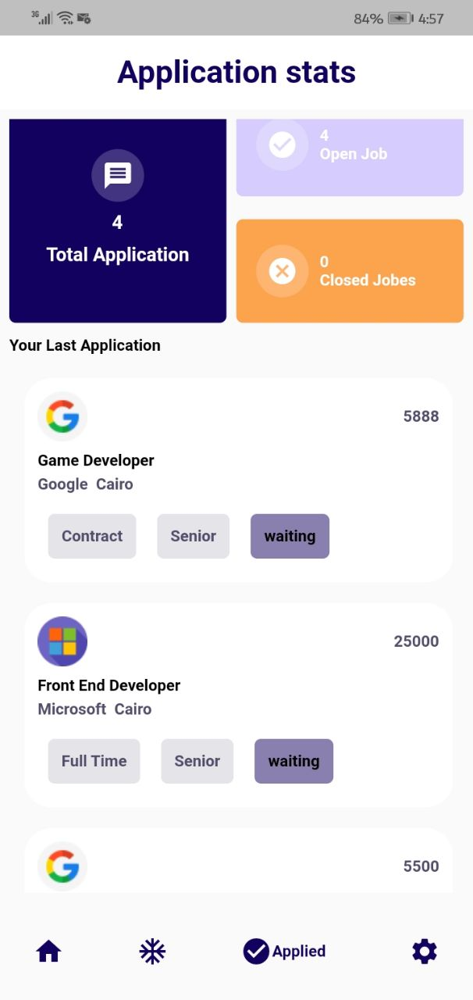 3G 84% 4:57
Application stats
4
Total Application
4
Open Job
0
Closed Jobes
Your Last Application
5888
Game Developer
Google Cairo
Contract Senior waiting
25000
Front End Developer
Microsoft Cairo
Full Time Senior waiting
5500
Applied